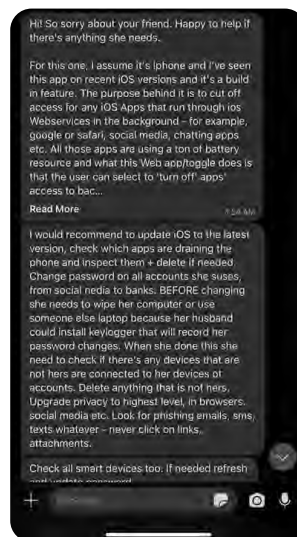 Hi! So sorry about your friend. Happy to help if
there's anything she needs.
For this one. I assume it's Iphone and I've seen
this app on recent iOS versions and it's a build
in feature. The purpose behind it is to cut off
access for any iOS Apps that run through ios
Webservices in the background – for example,
google or safari, social media, chatting apps
etc. All those apps are using a ton of battery
resource and what this Web app/toggle does is
that the user can select to 'turn off' apps'
access to bac...
Read More
7:54 AM
I would recommend to update iOS to the latest
version, check which apps are draining the
phone and inspect them + delete if needed.
Change password on all accounts she suses,
from social nedia to banks. BEFORE changing
she needs to wipe her computer or use
someone else laptop because her husband
could install keylogger that will record her
password changes. When she done this she
need to check if there's any devices that are
not hers are connected to her devices ot
accounts. Delete anything that is not hers.
Upgrade privacy to highest level, in browsers,
social media etc. Look for phishing emails, sms,
texts whatever – never click on links,
attachments.
Check all smart devices too. If needed refresh
and update password